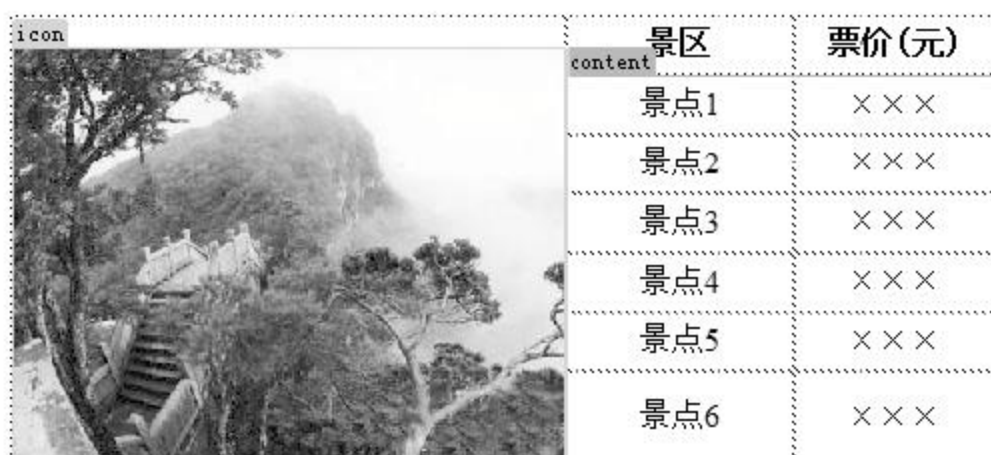 icon
景区 票价(元)
content
景点1 ×××
景点2 ×××
景点3 ×××
景点4 ×××
景点5 ×××
景点6 ×××